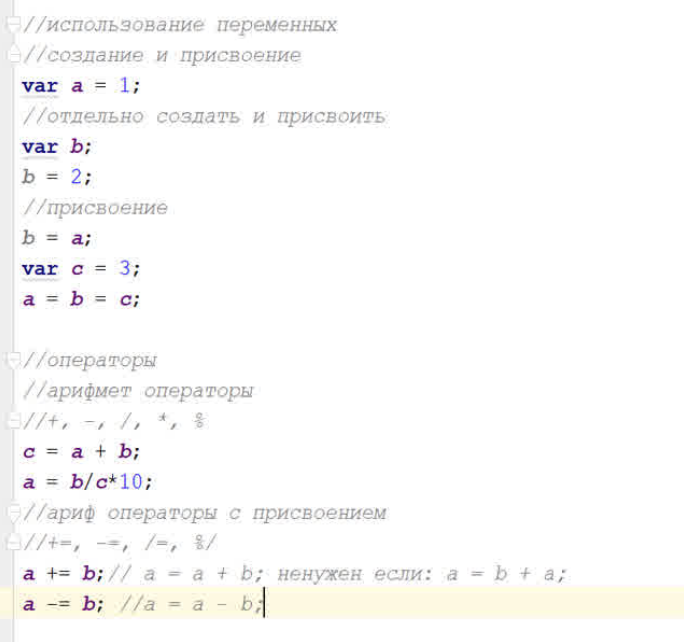 //использование переменных
//создание и присвоение
var a = 1;
//отдельно создать и присвоить
var b;
b = 2;
//присвоение
b = a;
var c = 3;
a = b = c;
//операторы
//арифмет операторы
//+, -, /, *, %
c = a + b;
a = b/c*10;
//ариф операторы с присвоением
//+=, -=, /=, %/
a += b;// a = a + b; ненужен если: a = b + a;
a -= b; //a = a - b;